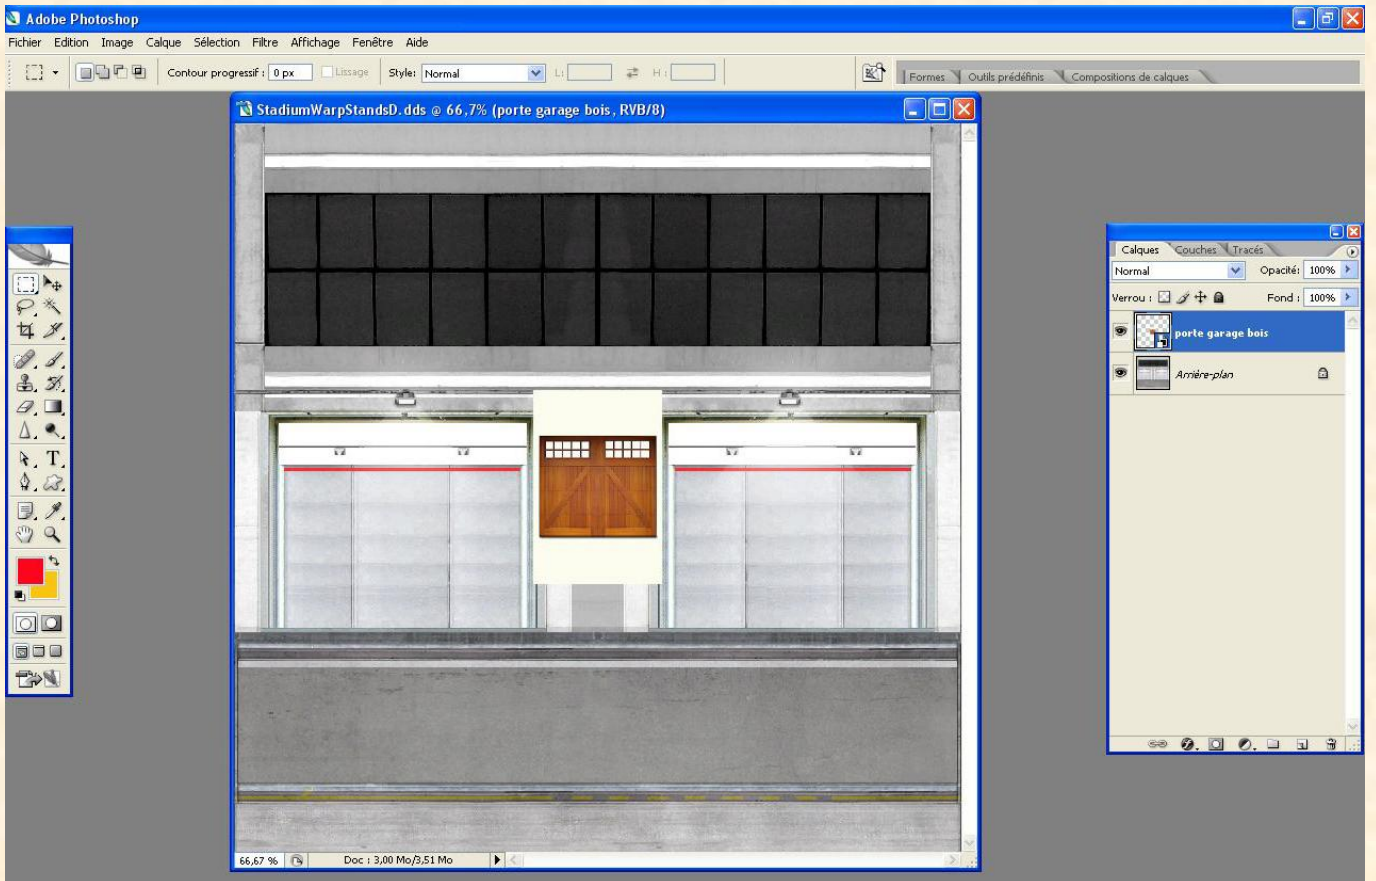 Adobe Photoshop
Fichier Edition Image Calque Sélection Filtre Affichage Fenêtre Aide
Contour progressif : 0 px Lissage Style: Normal L: H: Formes Outils prédéfinis Compositions de calques
StadiumWarpStandsD.dds @ 66,7% (porte garage bois, RVB/8)
Calques Couches Tracés
Normal Opacité: 100%
Verrou : Fond : 100%
porte garage bois
Arrière-plan
T
66,67 % Doc : 3,00 Mo/3,51 Mo